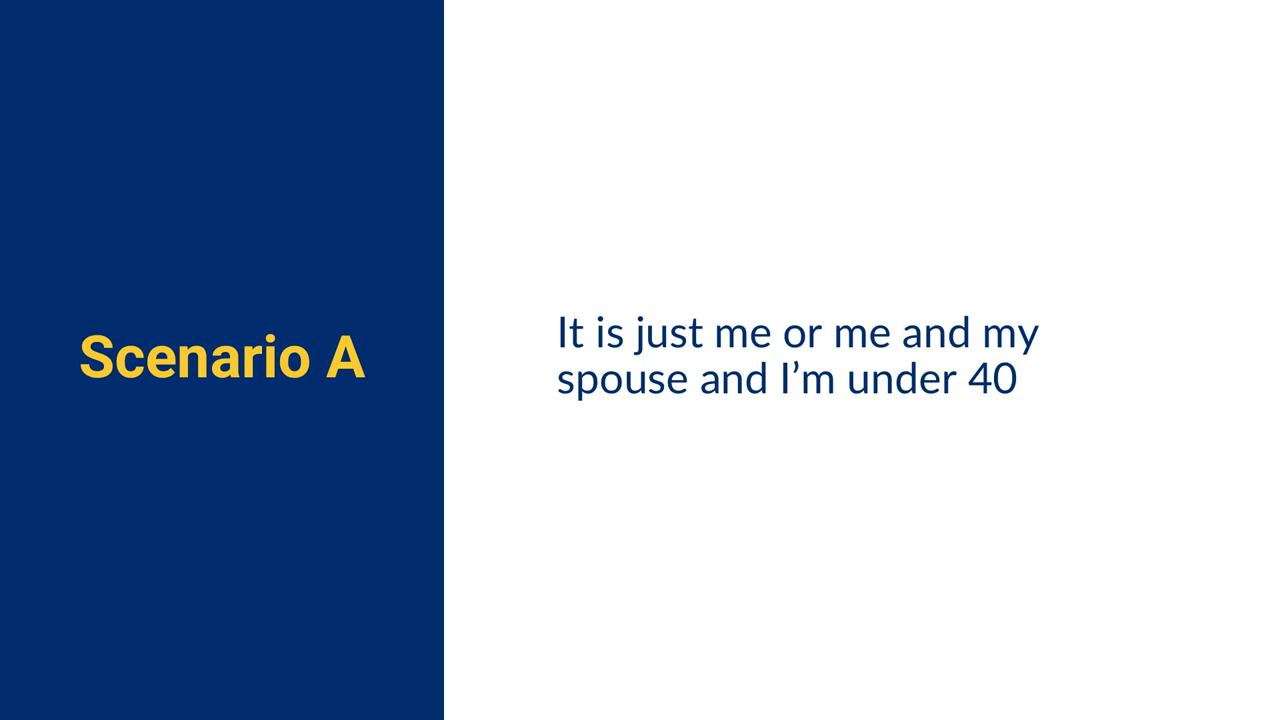 Scenario A
It is just me or me and my
spouse and I’m under 40